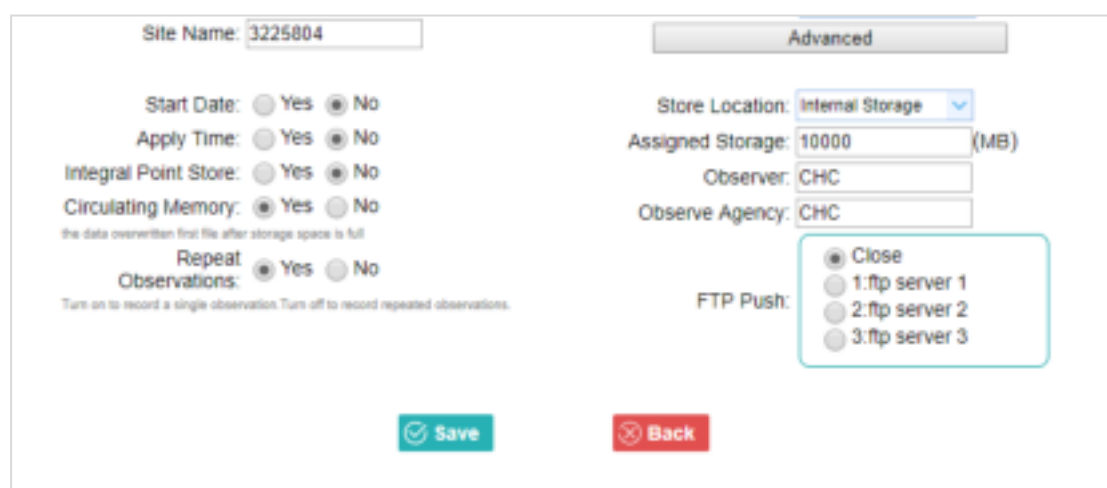 Site Name: 3225804
Advanced
Start Date: Yes No
Apply Time: Yes No
Integral Point Store: Yes No
Circulating Memory: Yes No
the data overwritten first file after storage space is full
Repeat
Observations: Yes No
Turn on to record a single observation.Turn off to record repeated observations.
Store Location: Internal Storage
Assigned Storage: 10000 (MB)
Observer: CHC
Observe Agency: CHC
FTP Push:
Close
1:ftp server 1
2:ftp server 2
3:ftp server 3
Save
Back